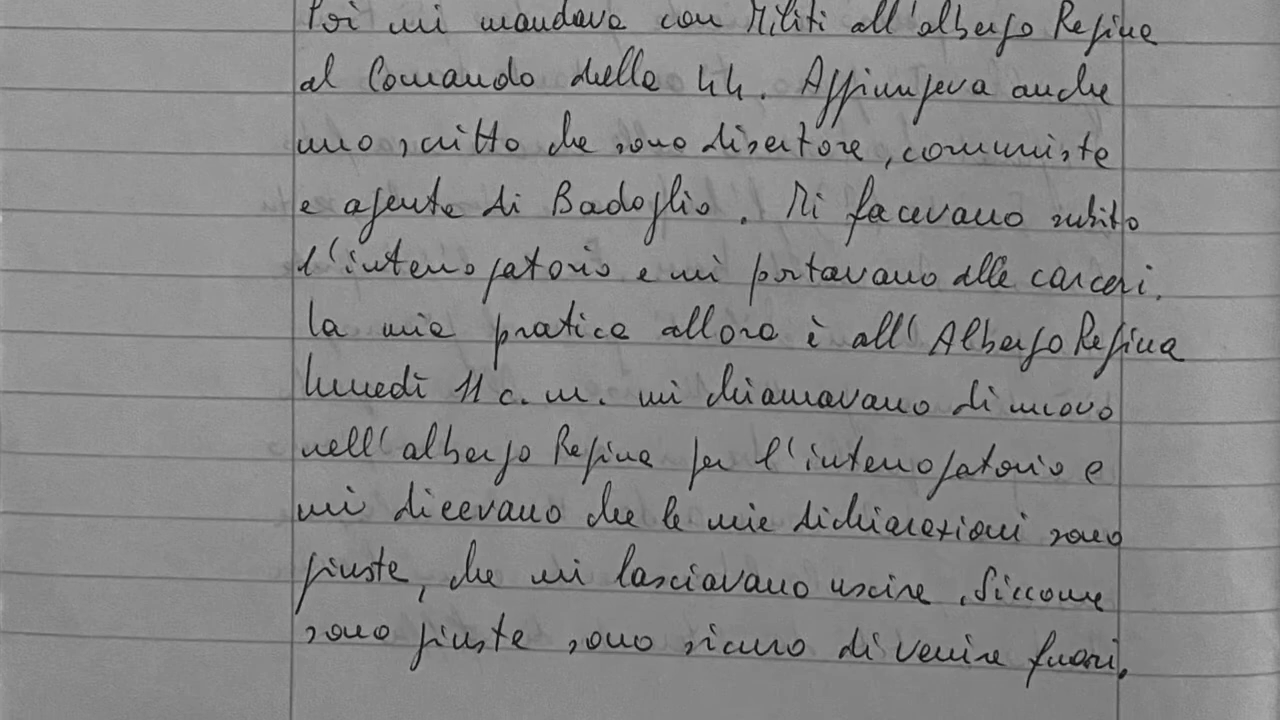 Poi mi mandava con Militi all'albergo Regina
al Comando delle SS. Aggiungeva anche
uno scritto che sono disertore, comuniste
e agente di Badoglio. Mi facevano subito
l'interrogatorio e mi portavano alle carceri.
La mia pratica allora è all'Albergo Regina
lunedì 11 c.m. mi chiamavano di nuovo
nell'albergo Regina per l'interrogatorio e
mi dicevano che le mie dichiarazioni sono
giuste, che mi lasciavano uscire. Siccome
sono giuste sono sicuro di venire fuori.